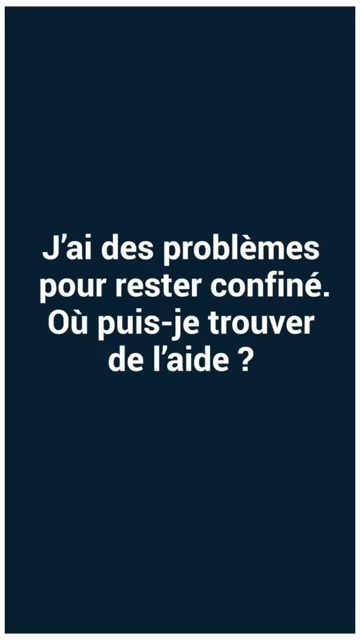 J’ai des problèmes
pour rester confiné.
Où puis-je trouver
de l’aide ?